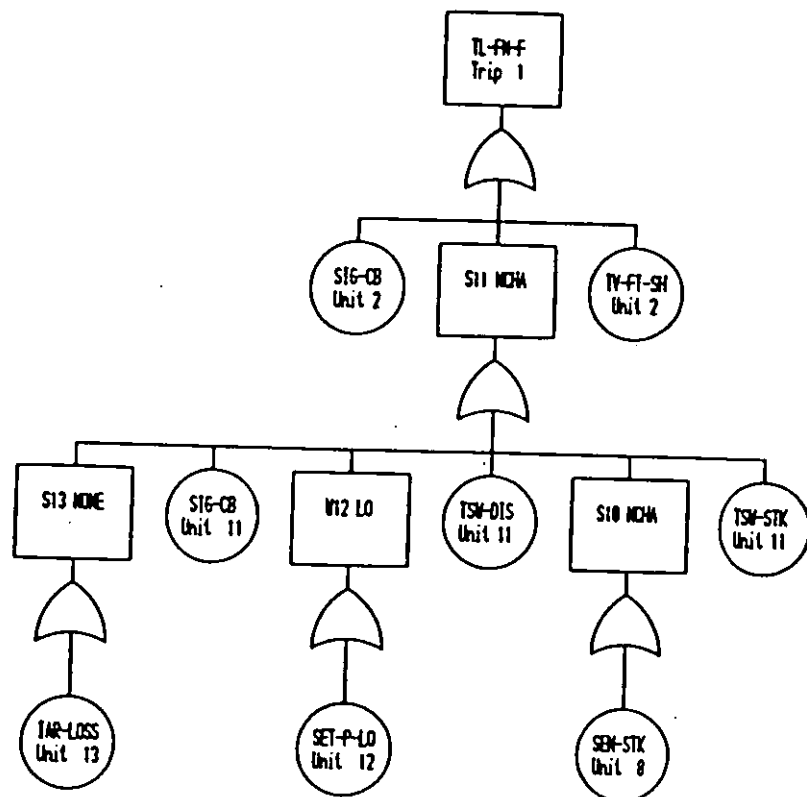 TL-FN-F
Trip 1
SIG-CB
Unit 2
S11 NCHA
TV-FT-SH
Unit 2
S13 NONE
SIG-CB
Unit 11
W12 LO
TSW-DIS
Unit 11
S10 NCHA
TSW-STK
Unit 11
IAR-LOSS
Unit 13
SET-P-LO
Unit 12
SEN-STK
Unit 8